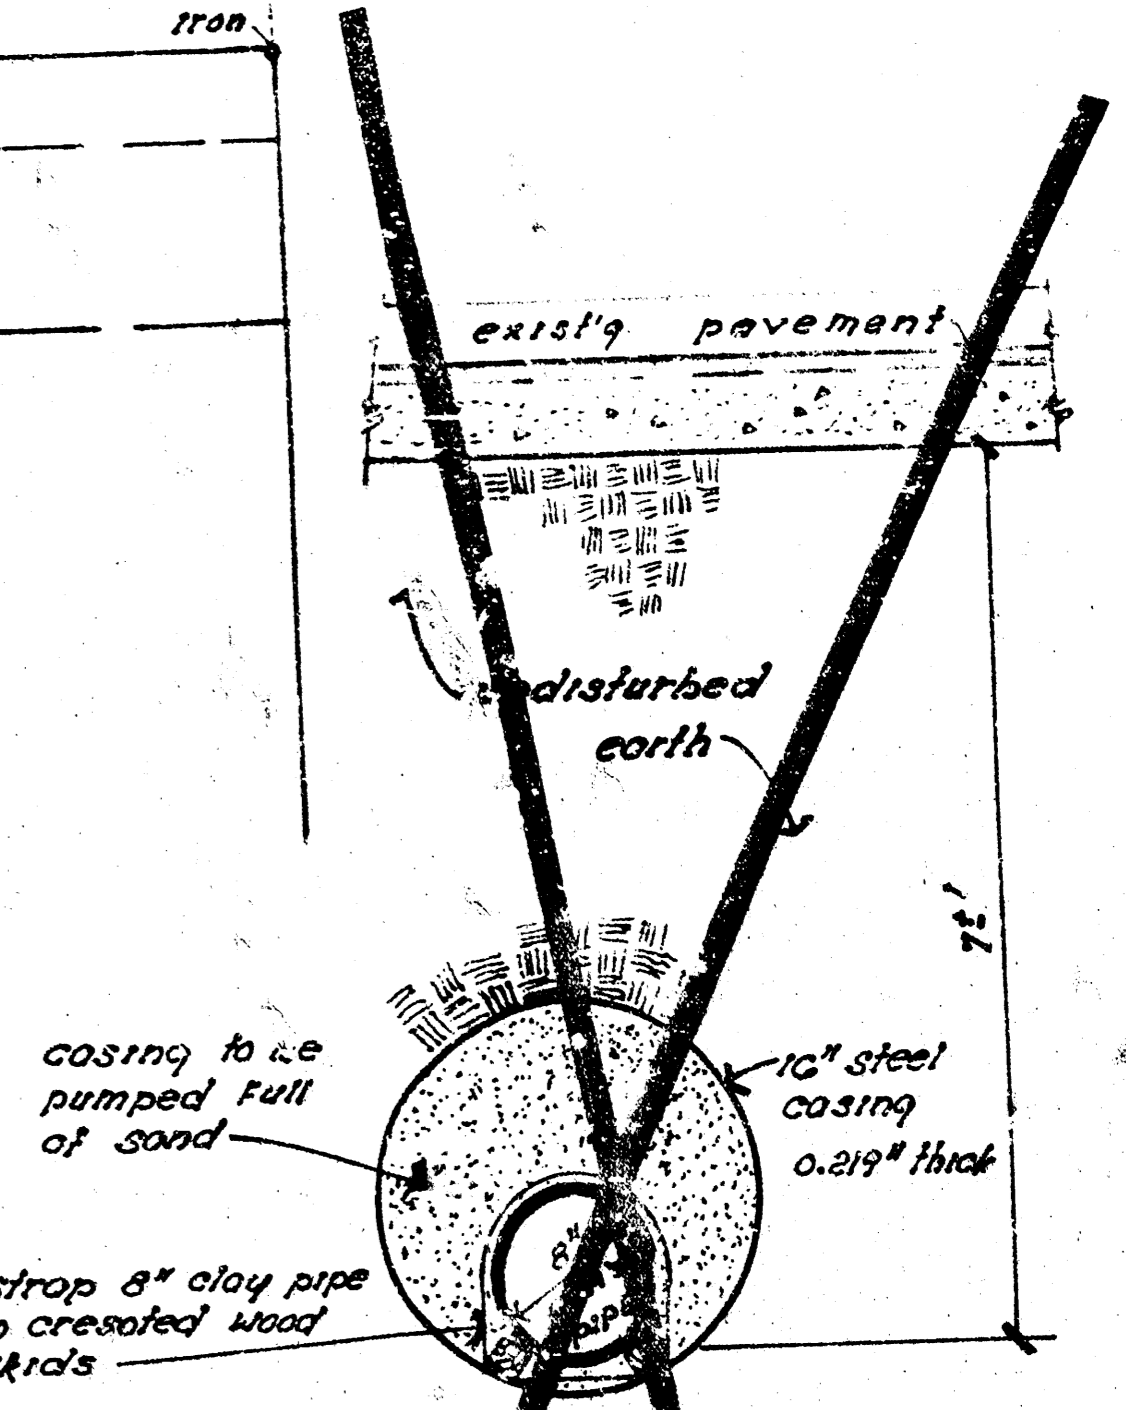 Iron
exist'g pavement
disturbed
earth
7±'
casing to be
pumped full
of sand
16" steel
casing
0.219" thick
strap 8" clay pipe
cresoted wood
8"
pipe